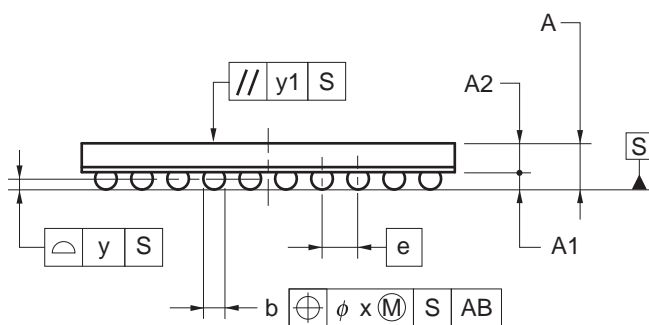 A
// y1 S
A2
S
⌓ y S
e
A1
b ⌖ ϕ x Ⓜ S AB